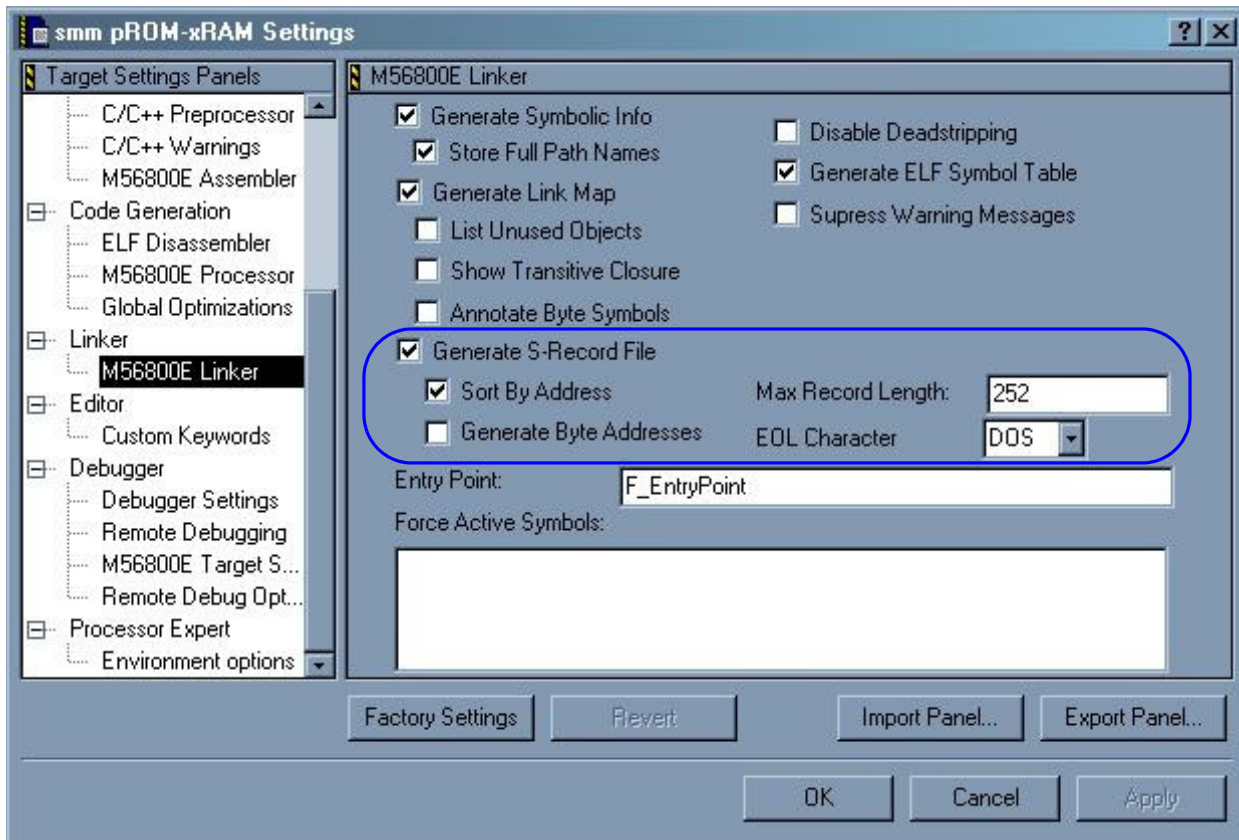 smm pROM-xRAM Settings
? X
Target Settings Panels
C/C++ Preprocessor
C/C++ Warnings
M56800E Assembler
Code Generation
ELF Disassembler
M56800E Processor
Global Optimizations
Linker
M56800E Linker
Editor
Custom Keywords
Debugger
Debugger Settings
Remote Debugging
M56800E Target S...
Remote Debug Opt...
Processor Expert
Environment options
M56800E Linker
Generate Symbolic Info
Store Full Path Names
Generate Link Map
List Unused Objects
Show Transitive Closure
Annotate Byte Symbols
Disable Deadstripping
Generate ELF Symbol Table
Supress Warning Messages
Generate S-Record File
Sort By Address
Max Record Length: 252
Generate Byte Addresses
EOL Character DOS
Entry Point: F_EntryPoint
Force Active Symbols:
Factory Settings
Revert
Import Panel...
Export Panel...
OK
Cancel
Apply